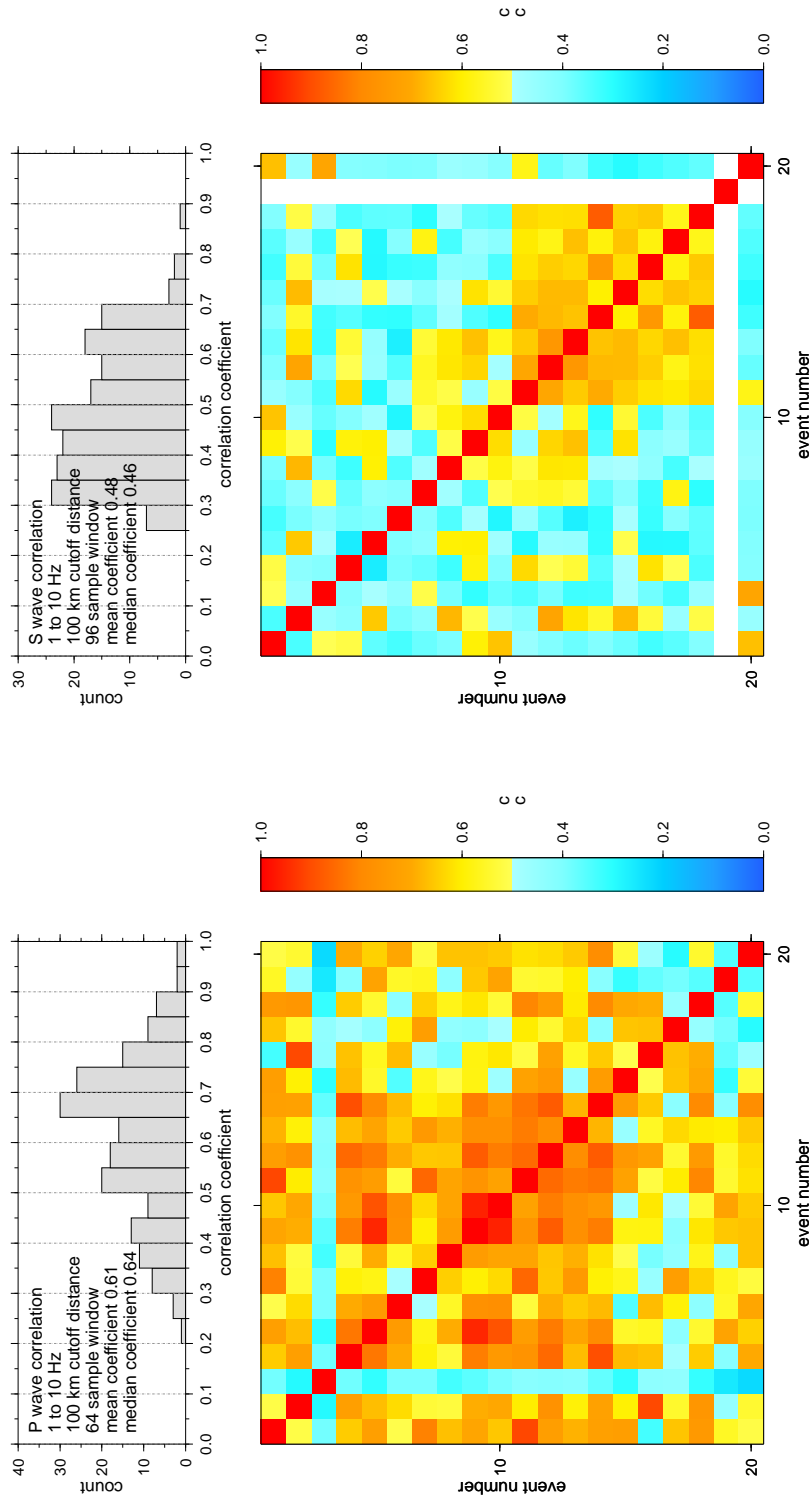 P wave correlation
1 to 10 Hz
100 km cutoff distance
64 sample window
mean coefficient 0.61
median coefficient 0.64
count
0
10
20
30
40
0.0 0.1 0.2 0.3 0.4 0.5 0.6 0.7 0.8 0.9 1.0
correlation coefficient
event number
10
20
10 20
event number
0.0 0.2 0.4 0.6 0.8 1.0
c c
S wave correlation
1 to 10 Hz
100 km cutoff distance
96 sample window
mean coefficient 0.48
median coefficient 0.46
count
0
10
20
30
0.0 0.1 0.2 0.3 0.4 0.5 0.6 0.7 0.8 0.9 1.0
correlation coefficient
event number
10
20
10 20
event number
0.0 0.2 0.4 0.6 0.8 1.0
c c